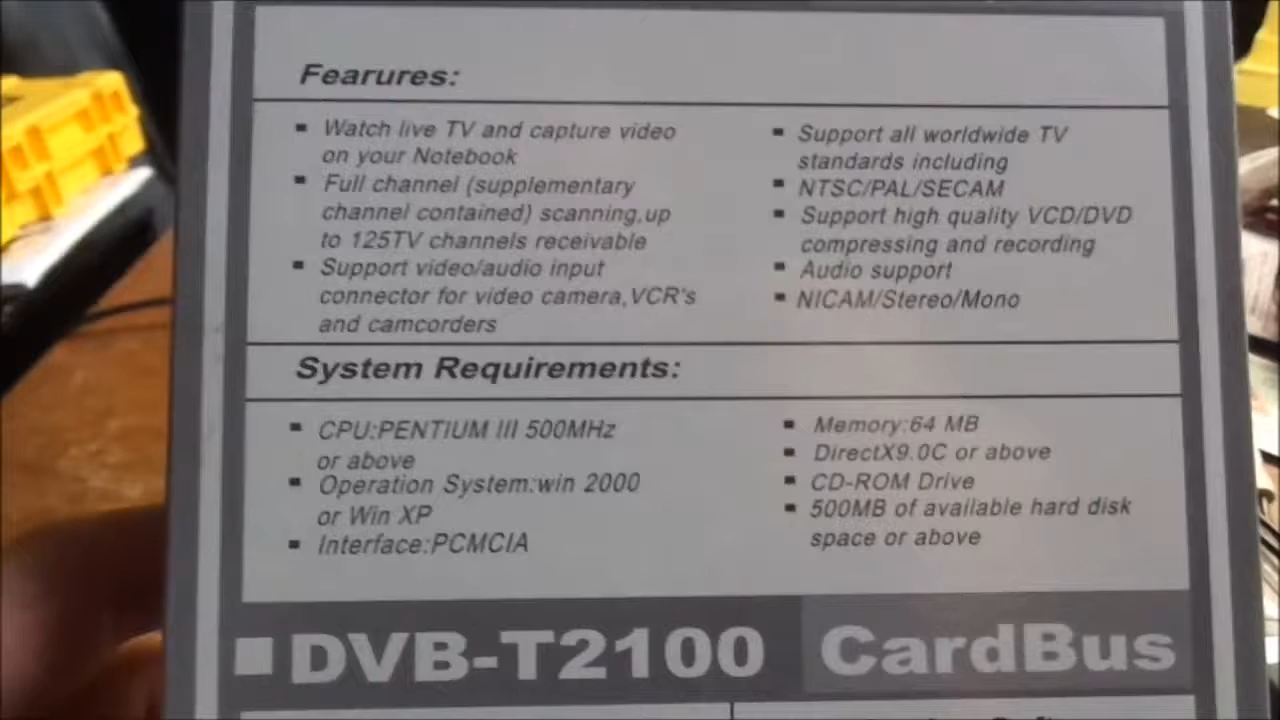 Fearures:
Watch live TV and capture video
on your Notebook
Full channel (supplementary
channel contained) scanning,up
to 125TV channels receivable
Support video/audio input
connector for video camera,VCR's
and camcorders
Support all worldwide TV
standards including
NTSC/PAL/SECAM
Support high quality VCD/DVD
compressing and recording
Audio support
NICAM/Stereo/Mono
System Requirements:
CPU:PENTIUM III 500MHz
or above
Operation System:win 2000
or Win XP
Interface:PCMCIA
Memory:64 MB
DirectX9.0C or above
CD-ROM Drive
500MB of available hard disk
space or above
DVB-T2100 CardBus